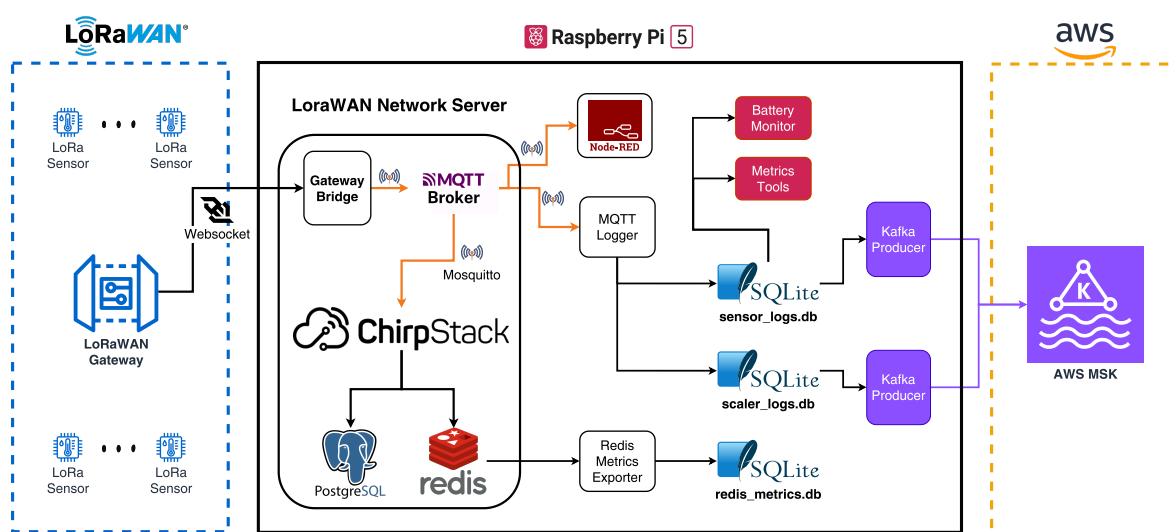 LoRaWAN®
Raspberry Pi 5
aws
LoraWAN Network Server
LoRa
Sensor
LoRa
Sensor
Gateway
Bridge
MQTT
Broker
Node-RED
Battery
Monitor
Metrics
Tools
Websocket
MQTT
Logger
Kafka
Producer
Mosquitto
SQLite
sensor_logs.db
LoRaWAN
Gateway
ChirpStack
K
AWS MSK
SQLite
scaler_logs.db
Kafka
Producer
LoRa
Sensor
LoRa
Sensor
PostgreSQL
redis
Redis
Metrics
Exporter
SQLite
redis_metrics.db